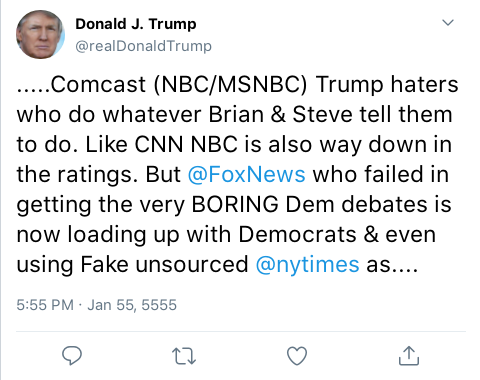 Donald J. Trump
@realDonaldTrump
.....Comcast (NBC/MSNBC) Trump haters
who do whatever Brian & Steve tell them
to do. Like CNN NBC is also way down in
the ratings. But @FoxNews who failed in
getting the very BORING Dem debates is
now loading up with Democrats & even
using Fake unsourced @nytimes as....
5:55 PM · Jan 55, 5555